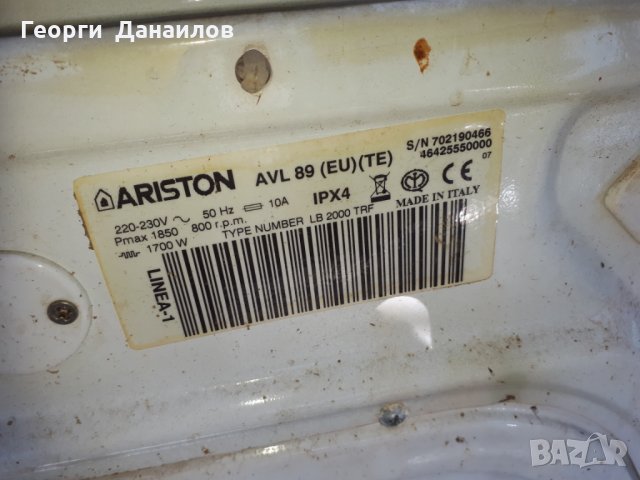 Георги Данаилов
ARISTON AVL 89 (EU)(TE) S/N 702190466
46425550000
07
220-230V 50 Hz 10A IPX4 CE
Pmax 1850 800 r.p.m. MADE IN ITALY
1700 W TYPE NUMBER LB 2000 TRF
LINEA-1
BAZAR